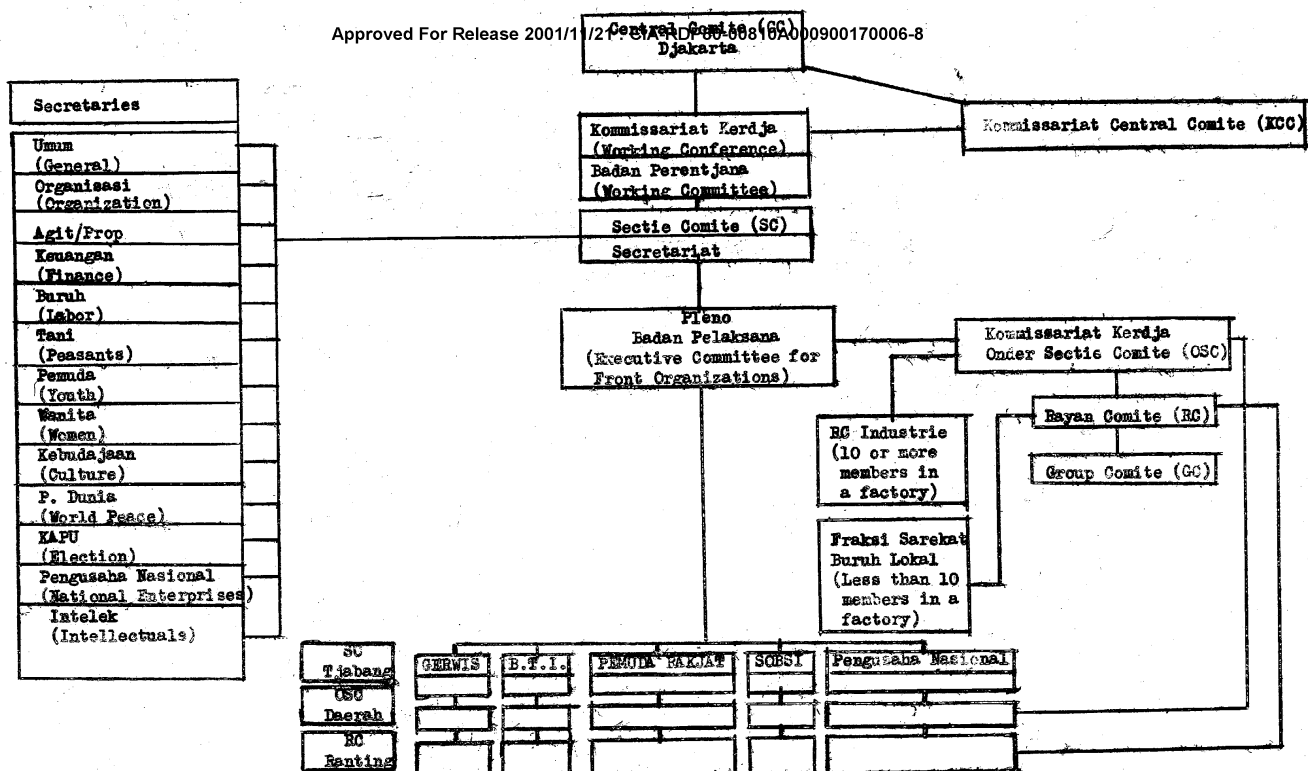 Approved For Release 2001/11/21 : CIA-RDP80-00810A000900170006-8
Central Comite (CC)
Djakarta
Secretaries
Umum
(General)
Organisasi
(Organization)
Agit/Prop
Keuangan
(Finance)
Buruh
(Labor)
Tani
(Peasants)
Pemuda
(Youth)
Wanita
(Women)
Kebudajaan
(Culture)
P. Dunia
(World Peace)
KAPU
(Election)
Pengusaha Nasional
(National Enterprises)
Intelek
(Intellectuals)
Kommissariat Kerdja
(Working Conference)
Badan Perentjana
(Working Committee)
Kommissariat Central Comite (KCC)
Sectie Comite (SC)
Secretariat
Pleno
Badan Pelaksana
(Executive Committee for
Front Organizations)
Kommissariat Kerdja
Onder Sectie Comite (OSC)
RC Industrie
(10 or more
members in
a factory)
Rayan Comite (RC)
Group Comite (GC)
Fraksi Sarekat
Buruh Lokal
(Less than 10
members in a
factory)
SC
Tjabang
GERWIS
B.T.I.
PEMUDA RAKJAT
SOBSI
Pengusaha Nasional
OSC
Daerah
RC
Ranting